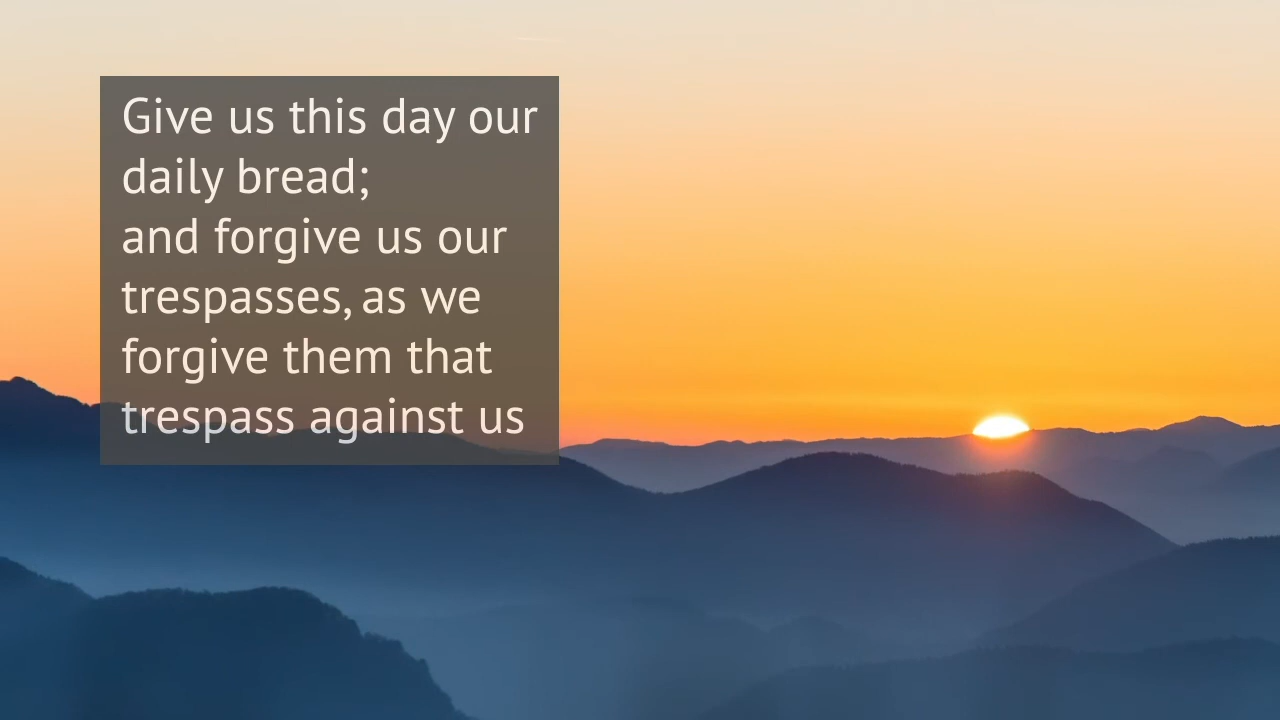 Give us this day our
daily bread;
and forgive us our
trespasses, as we
forgive them that
trespass against us